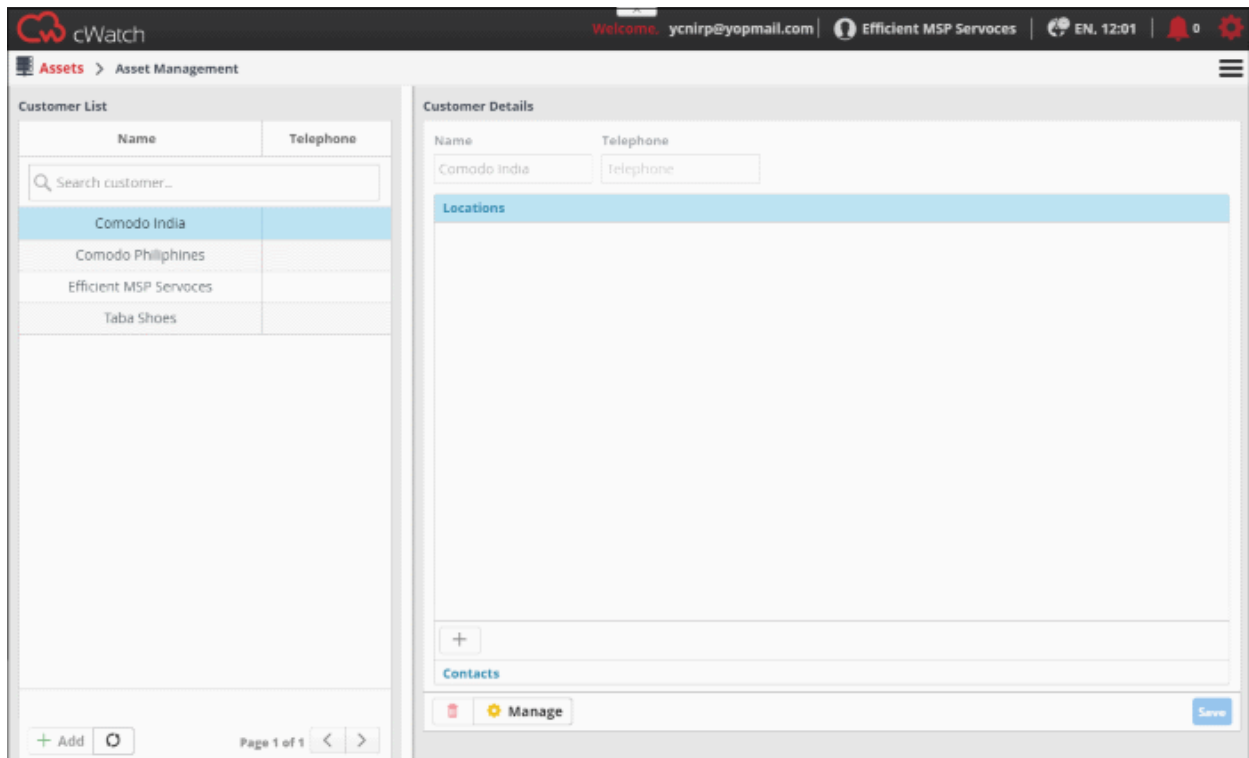 cWatch
Welcome, ycnirp@yopmail.com Efficient MSP Servoces EN, 12:01 0
Assets > Asset Management
Customer List
Name Telephone
Search customer...
Comodo India
Comodo Philiphines
Efficient MSP Servoces
Taba Shoes
+ Add
Page 1 of 1 < >
Customer Details
Name Telephone
Comodo India Telephone
Locations
+
Contacts
Manage Save